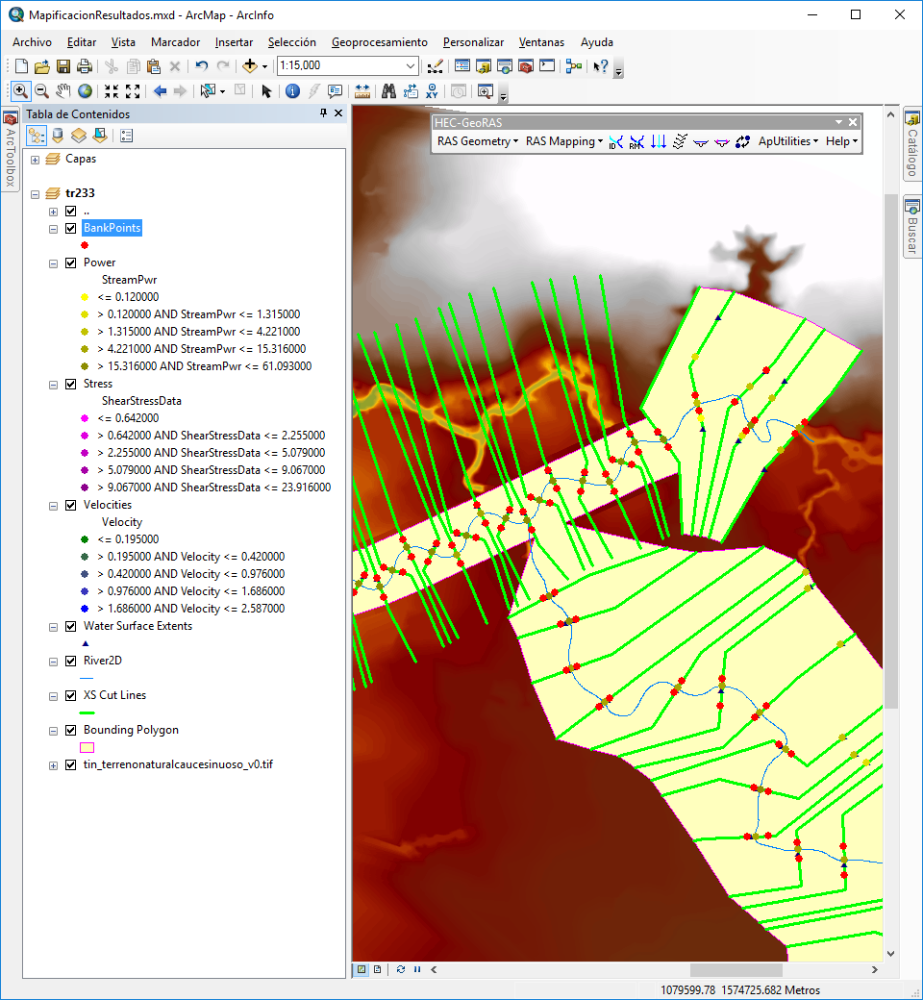 MapificacionResultados.mxd - ArcMap - ArcInfo
Archivo Editar Vista Marcador Insertar Selección Geoprocesamiento Personalizar Ventanas Ayuda
1:15,000
XY
ArcToolbox
Tabla de Contenidos
Capas
tr233
..
BankPoints
Power
StreamPwr
<= 0.120000
> 0.120000 AND StreamPwr <= 1.315000
> 1.315000 AND StreamPwr <= 4.221000
> 4.221000 AND StreamPwr <= 15.316000
> 15.316000 AND StreamPwr <= 61.093000
Stress
ShearStressData
<= 0.642000
> 0.642000 AND ShearStressData <= 2.255000
> 2.255000 AND ShearStressData <= 5.079000
> 5.079000 AND ShearStressData <= 9.067000
> 9.067000 AND ShearStressData <= 23.916000
Velocities
Velocity
<= 0.195000
> 0.195000 AND Velocity <= 0.420000
> 0.420000 AND Velocity <= 0.976000
> 0.976000 AND Velocity <= 1.686000
> 1.686000 AND Velocity <= 2.587000
Water Surface Extents
River2D
XS Cut Lines
Bounding Polygon
tin_terrenonaturalcaucesinuoso_v0.tif
HEC-GeoRAS
RAS Geometry RAS Mapping ID RM ApUtilities Help
Catálogo
Buscar
1079599.78 1574725.682 Metros